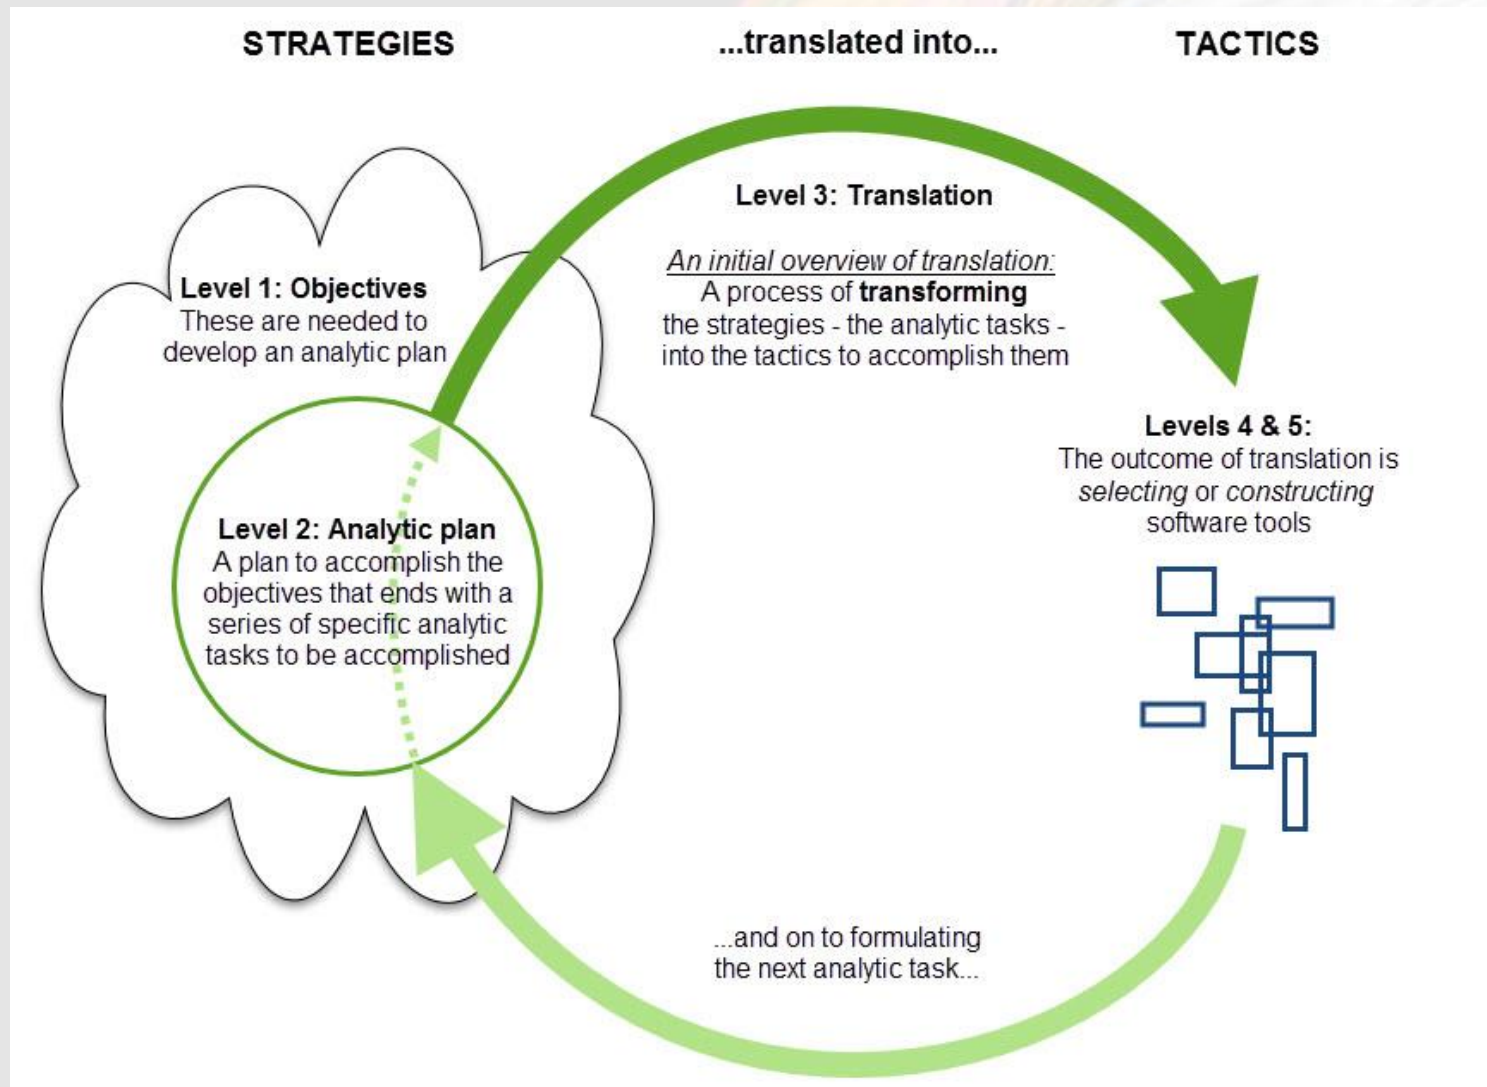 STRATEGIES
...translated into...
TACTICS
Level 1: Objectives
These are needed to
develop an analytic plan
Level 2: Analytic plan
A plan to accomplish the
objectives that ends with a
series of specific analytic
tasks to be accomplished
Level 3: Translation
An initial overview of translation:
A process of transforming
the strategies - the analytic tasks -
into the tactics to accomplish them
Levels 4 & 5:
The outcome of translation is
selecting or constructing
software tools
...and on to formulating
the next analytic task...